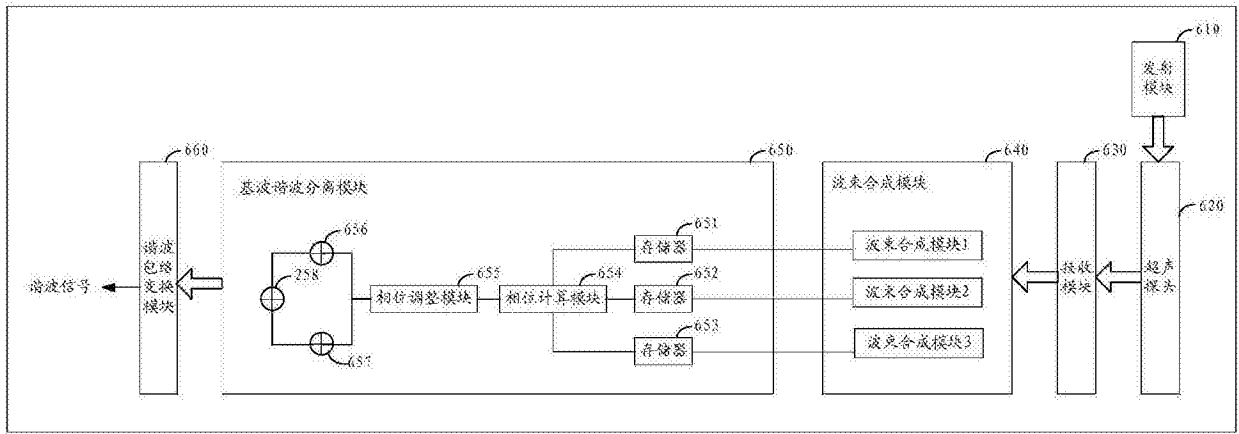 610
发射
模块
660
650
640
630
620
基波谐波分离模块
波束合成模块
656
651
存储器
波束合成模块1
谐波
包络
变换
模块
谐波信号
258
655
654
652
相位调整模块
相位计算模块
存储器
波束合成模块2
接收
模块
超声
探头
657
653
存储器
波束合成模块3